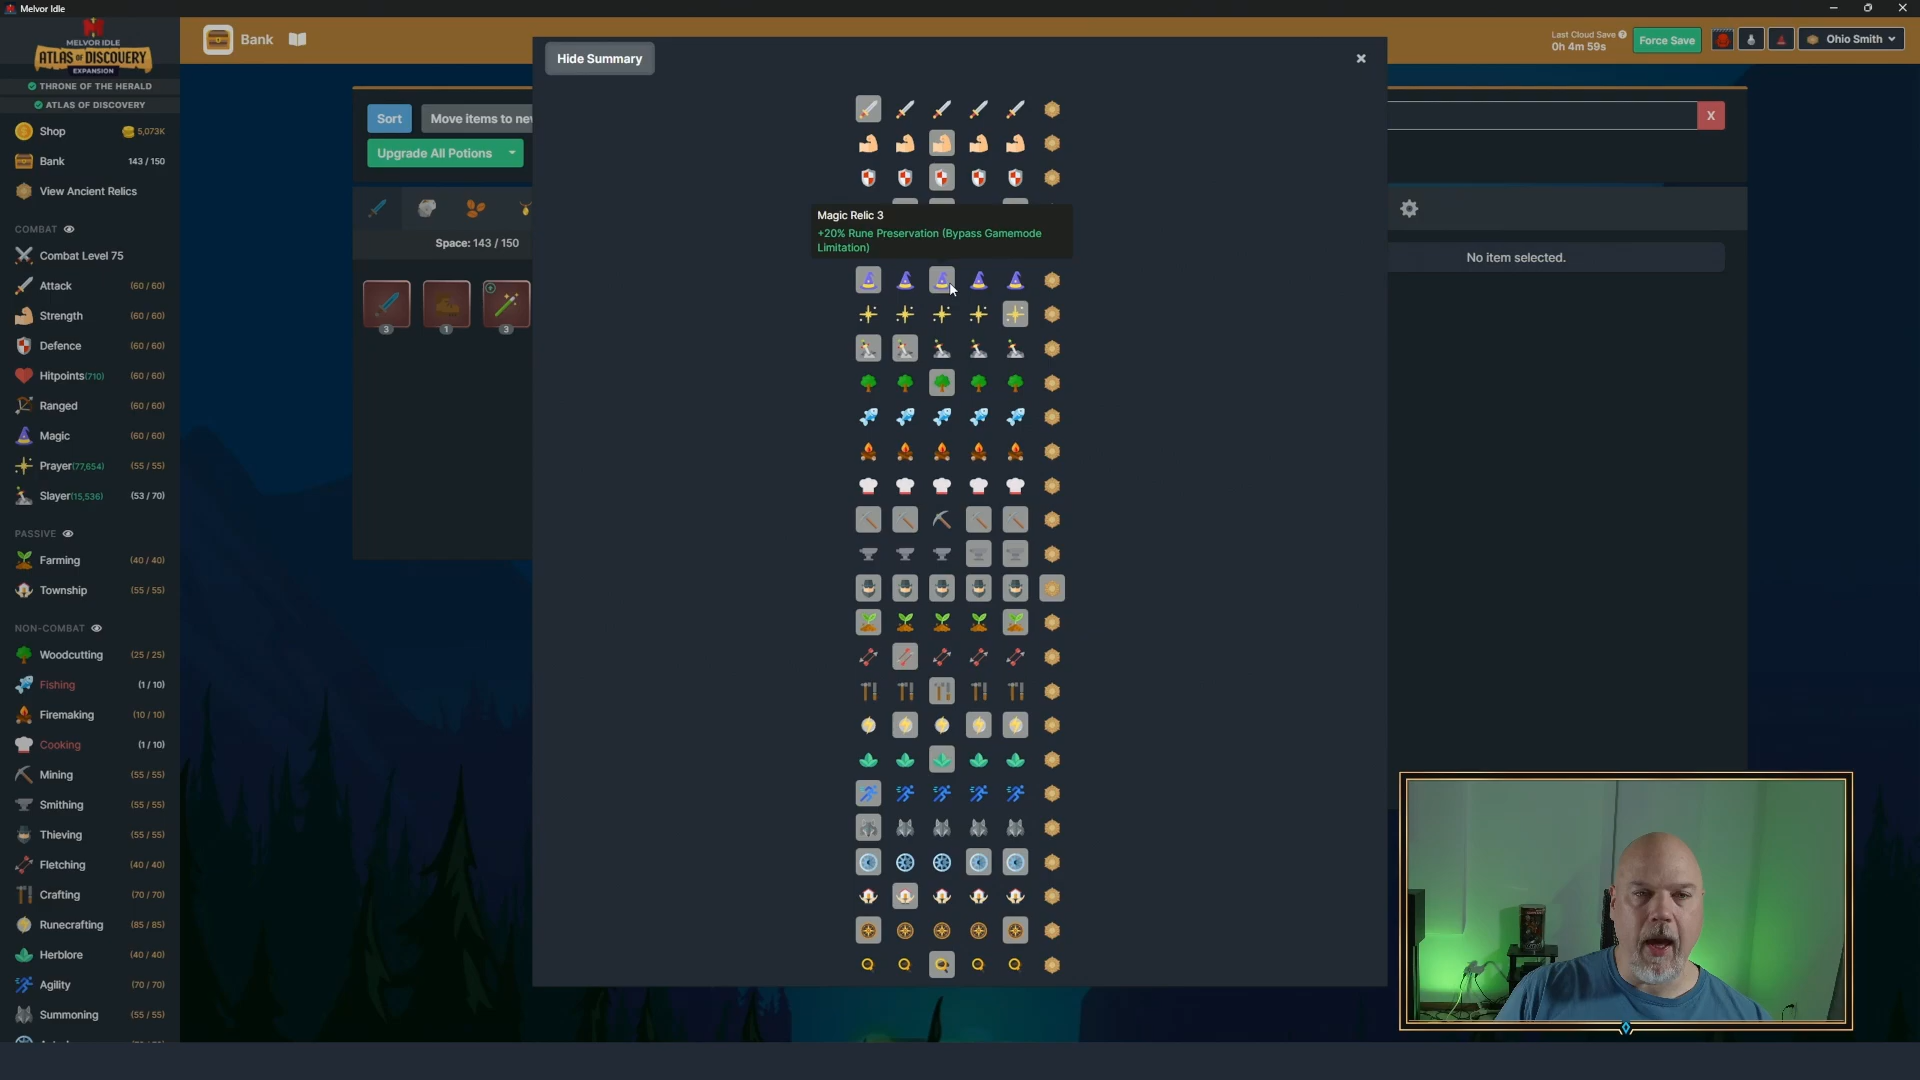 Melvor Idle
MELVOR IDLE
ATLAS OF DISCOVERY
EXPANSION
THRONE OF THE HERALD
ATLAS OF DISCOVERY
Shop 5,073K
Bank 143 / 150
View Ancient Relics
COMBAT
Combat Level 75
Attack (60 / 60)
Strength (60 / 60)
Defence (60 / 60)
Hitpoints(710) (60 / 60)
Ranged (60 / 60)
Magic (60 / 60)
Prayer(77,654) (55 / 55)
Slayer(15,536) (53 / 70)
PASSIVE
Farming (40 / 40)
Township (55 / 55)
NON-COMBAT
Woodcutting (25 / 25)
Fishing (1 / 10)
Firemaking (10 / 10)
Cooking (1 / 10)
Mining (55 / 55)
Smithing (55 / 55)
Thieving (55 / 55)
Fletching (40 / 40)
Crafting (70 / 70)
Runecrafting (85 / 85)
Herblore (40 / 40)
Agility (70 / 70)
Summoning (55 / 55)
Bank
Last Cloud Save
0h 4m 59s
Force Save
Ohio Smith
Sort
Move items to ne
Upgrade All Potions
Space: 143 / 150
3
1
3
Hide Summary
×
Magic Relic 3
+20% Rune Preservation (Bypass Gamemode
Limitation)
X
No item selected.